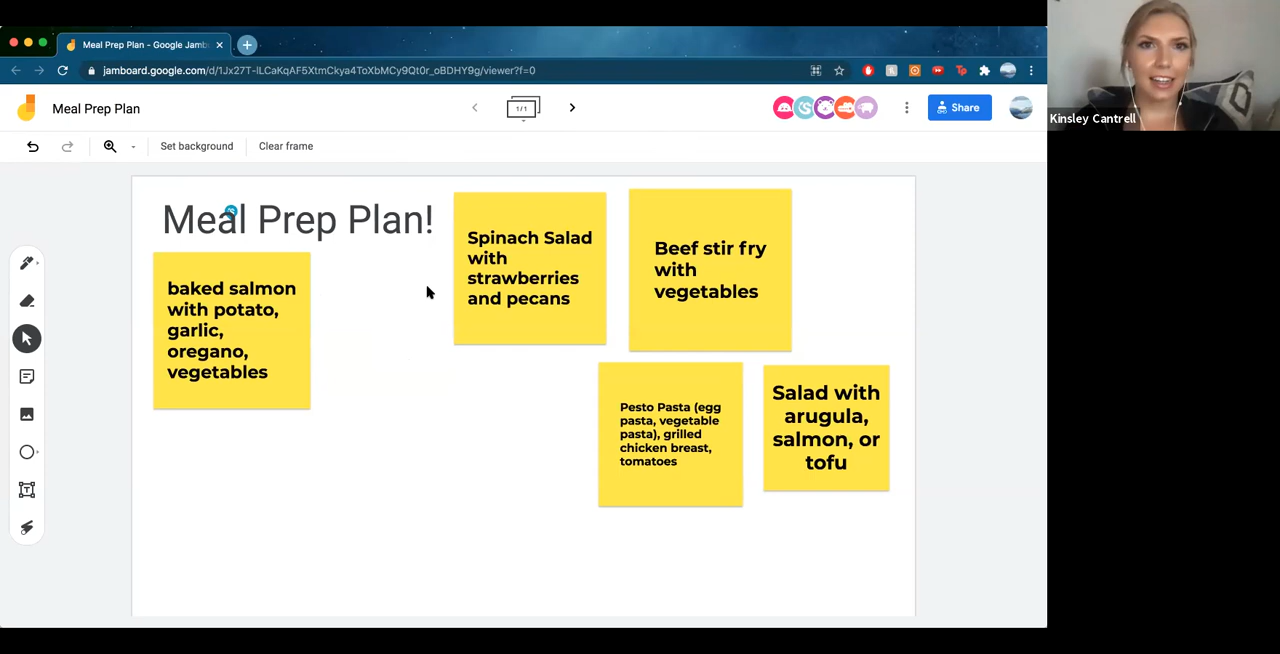 Meal Prep Plan - Google Jamb
jamboard.google.com/d/1Jx27T-ILCaKqAF5XtmCkya4ToXbMCy9Qt0r_oBDHY9g/viewer?f=0
Meal Prep Plan
1/1
Share
Kinsley Cantrell
Set background
Clear frame
Meal Prep Plan!
baked salmon
with potato,
garlic,
oregano,
vegetables
Spinach Salad
with
strawberries
and pecans
Beef stir fry
with
vegetables
Pesto Pasta (egg
pasta, vegetable
pasta), grilled
chicken breast,
tomatoes
Salad with
arugula,
salmon, or
tofu